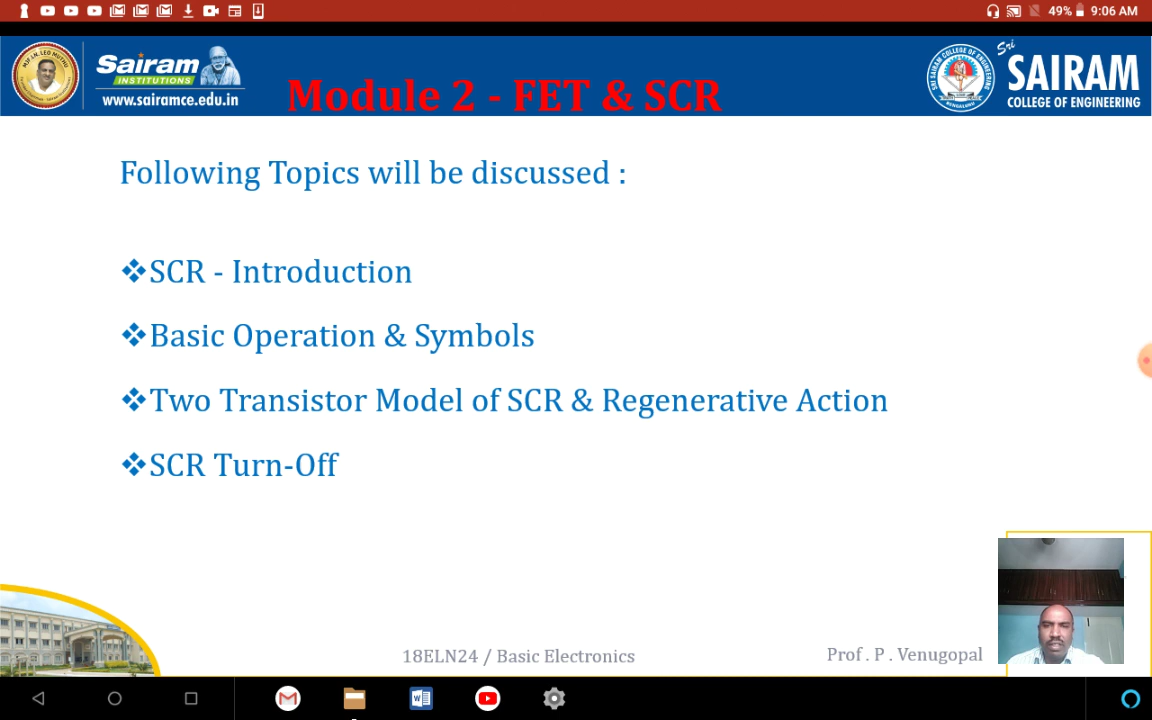 49% 9:06 AM
Sairam
INSTITUTIONS
www.sairamce.edu.in
Module 2 - FET & SCR
Sri
SAIRAM
COLLEGE OF ENGINEERING
Following Topics will be discussed :
❖SCR - Introduction
❖Basic Operation & Symbols
❖Two Transistor Model of SCR & Regenerative Action
❖SCR Turn-Off
18ELN24 / Basic Electronics
Prof . P . Venugopal